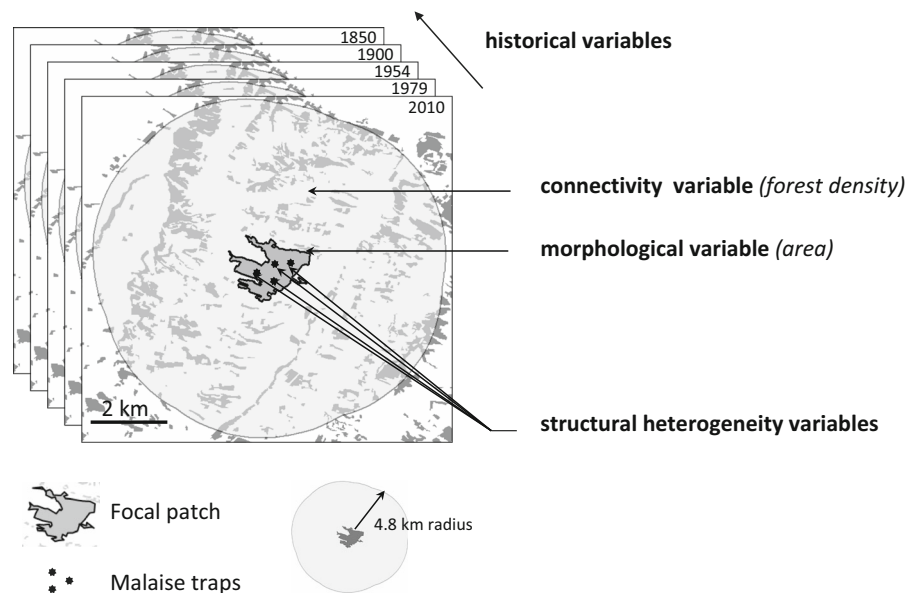 1850
1900
1954
1979
2010
historical variables
connectivity variable (forest density)
morphological variable (area)
structural heterogeneity variables
2 km
Focal patch
4.8 km radius
Malaise traps